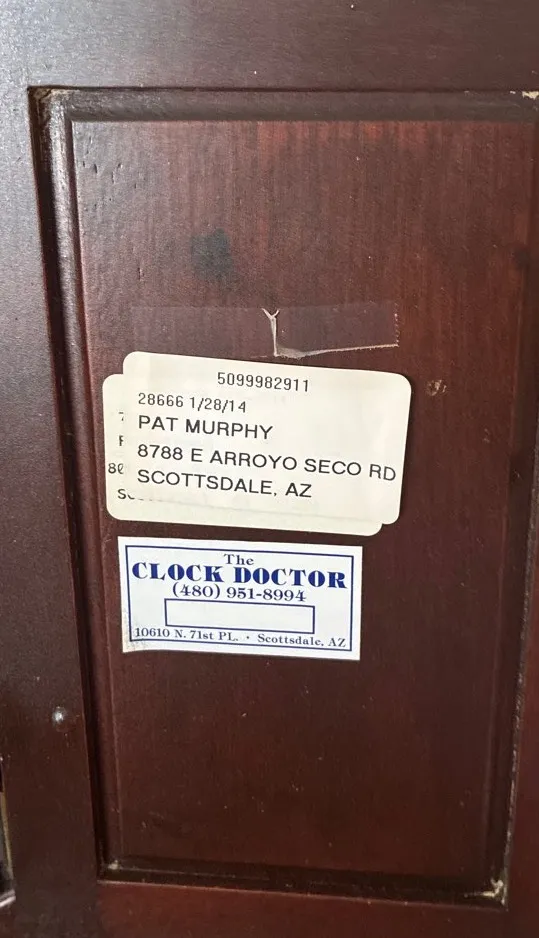 5099982911
28666 1/28/14
PAT MURPHY
8788 E ARROYO SECO RD
SCOTTSDALE, AZ
The
CLOCK DOCTOR
(480) 951-8994
10610 N. 71st PL. · Scottsdale, AZ